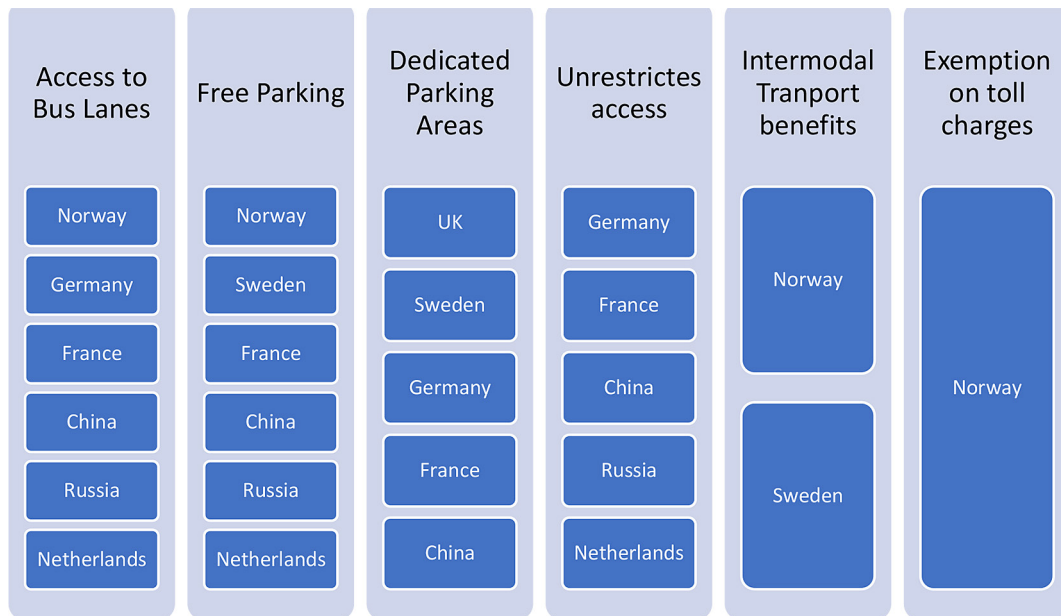 Access to
Bus Lanes
Norway
Germany
France
China
Russia
Netherlands
Free Parking
Norway
Sweden
France
China
Russia
Netherlands
Dedicated
Parking
Areas
UK
Sweden
Germany
France
China
Unrestrictes
access
Germany
France
China
Russia
Netherlands
Intermodal
Tranport
benefits
Norway
Sweden
Exemption
on toll
charges
Norway